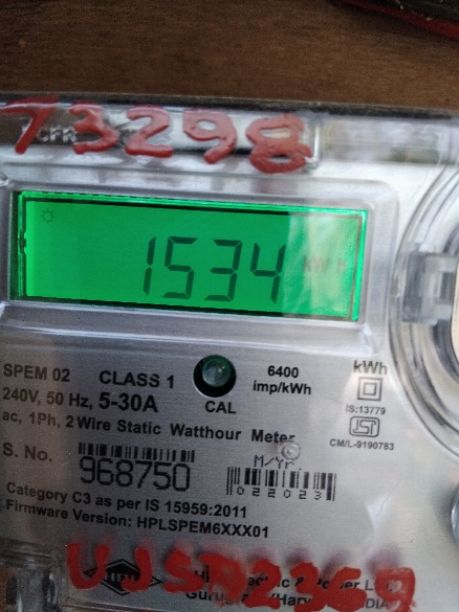 T3298
1534 kWh
SPEM 02 CLASS 1 6400 kWh
240V, 50 Hz, 5-30A CAL imp/kWh IS:13779
ac, 1Ph, 2 Wire Static Watthour Meter CM/L-9190783
S. No. 968750 M/Yr.
022023
Category C3 as per IS 15959:2011
Firmware Version: HPLSPEM6XXX01